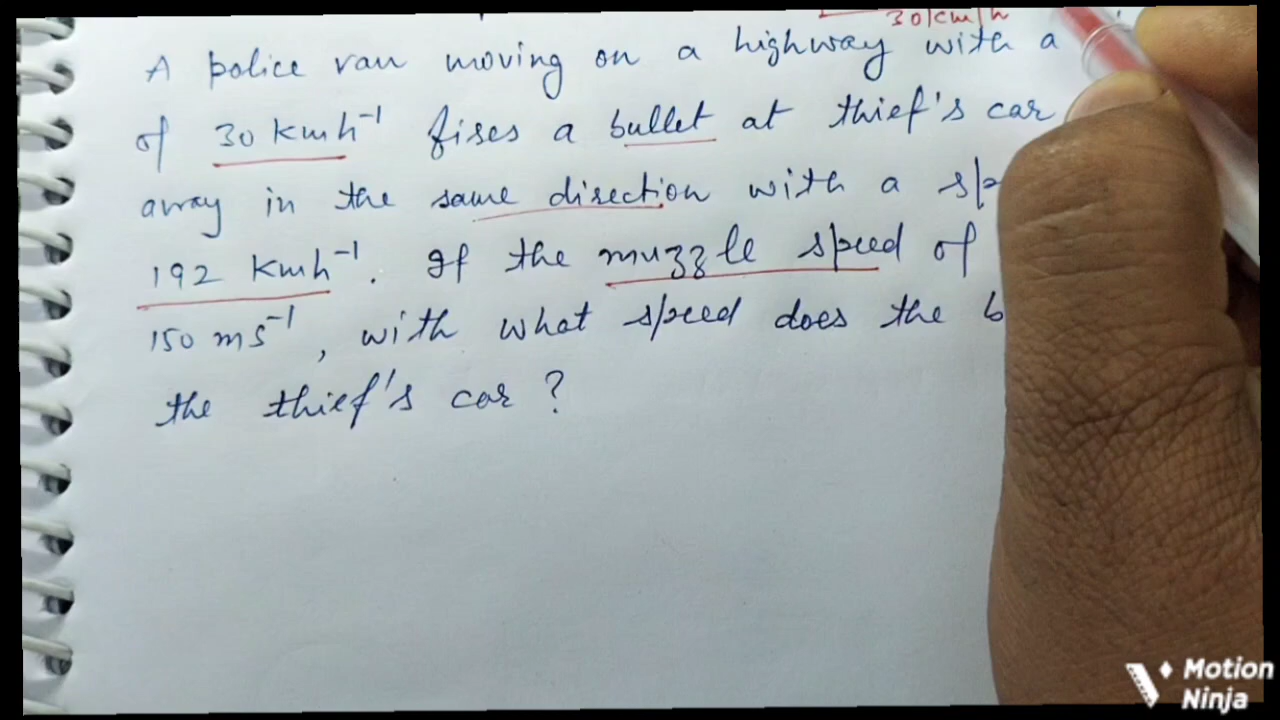 30km/h
A police van moving on a highway with a
of 30 Kmh⁻¹ fires a bullet at thief's car
away in the same direction with a sp
192 Kmh⁻¹. If the muzzle speed of
150 ms⁻¹, with what speed does the b
the thief's car ?
Motion
Ninja